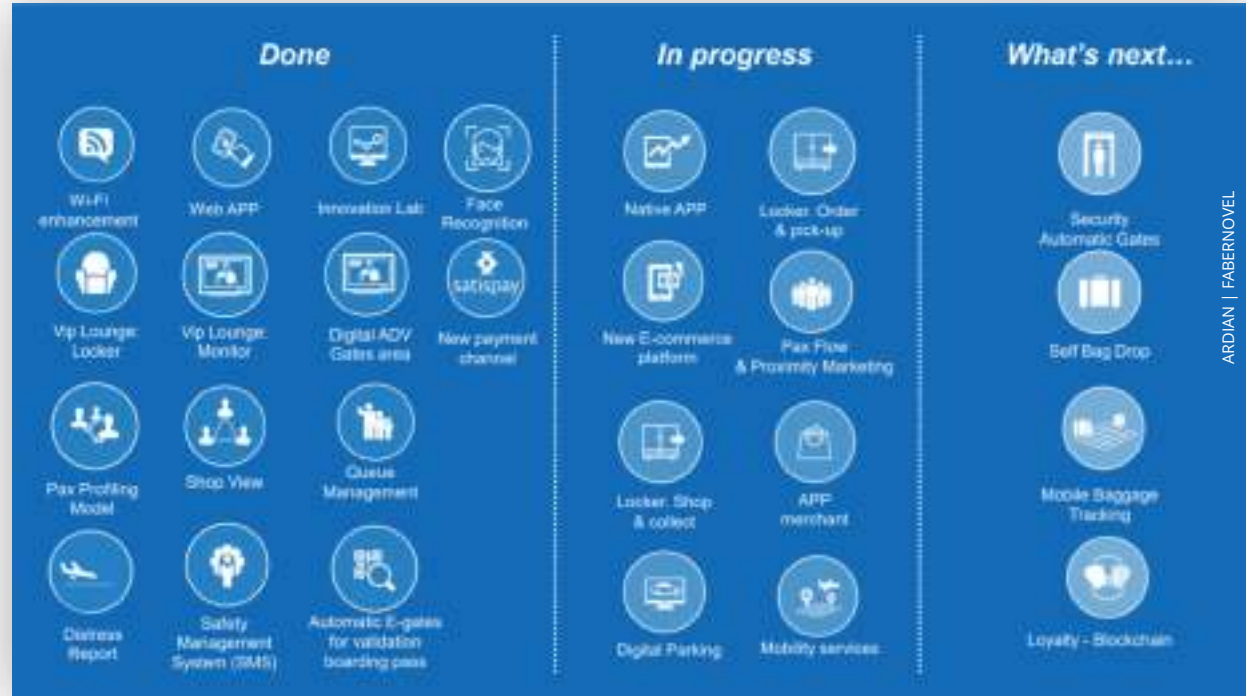 Done
In progress
What's next...
Wi-Fi
enhancement
Web APP
Innovation Lab
Face
Recognition
Vip Lounge:
Locker
Vip Lounge:
Monitor
Digital ADV
Gates area
satispay
New payment
channel
Pax Profiling
Model
Shop View
Queue
Management
Distress
Report
Safety
Management
System (SMS)
Automatic E-gates
for validation
boarding pass
Native APP
Locker: Order
& pick-up
New E-commerce
platform
Pax Flow
& Proximity Marketing
Locker: Shop
& collect
APP
merchant
Digital Parking
Mobility services
Security
Automatic Gates
Self Bag Drop
Mobile Baggage
Tracking
Loyalty - Blockchain
ARDIAN | FABERNOVEL